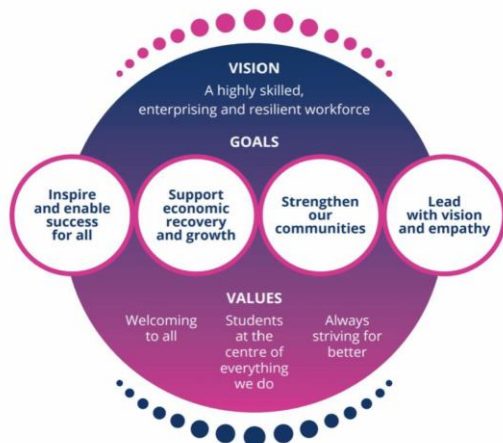 VISION
A highly skilled,
enterprising and resilient workforce
GOALS
Inspire
and enable
success
for all
Support
economic
recovery
and growth
Strengthen
our
communities
Lead
with vision
and empathy
VALUES
Welcoming
to all
Students
at the
centre of
everything
we do
Always
striving for
better